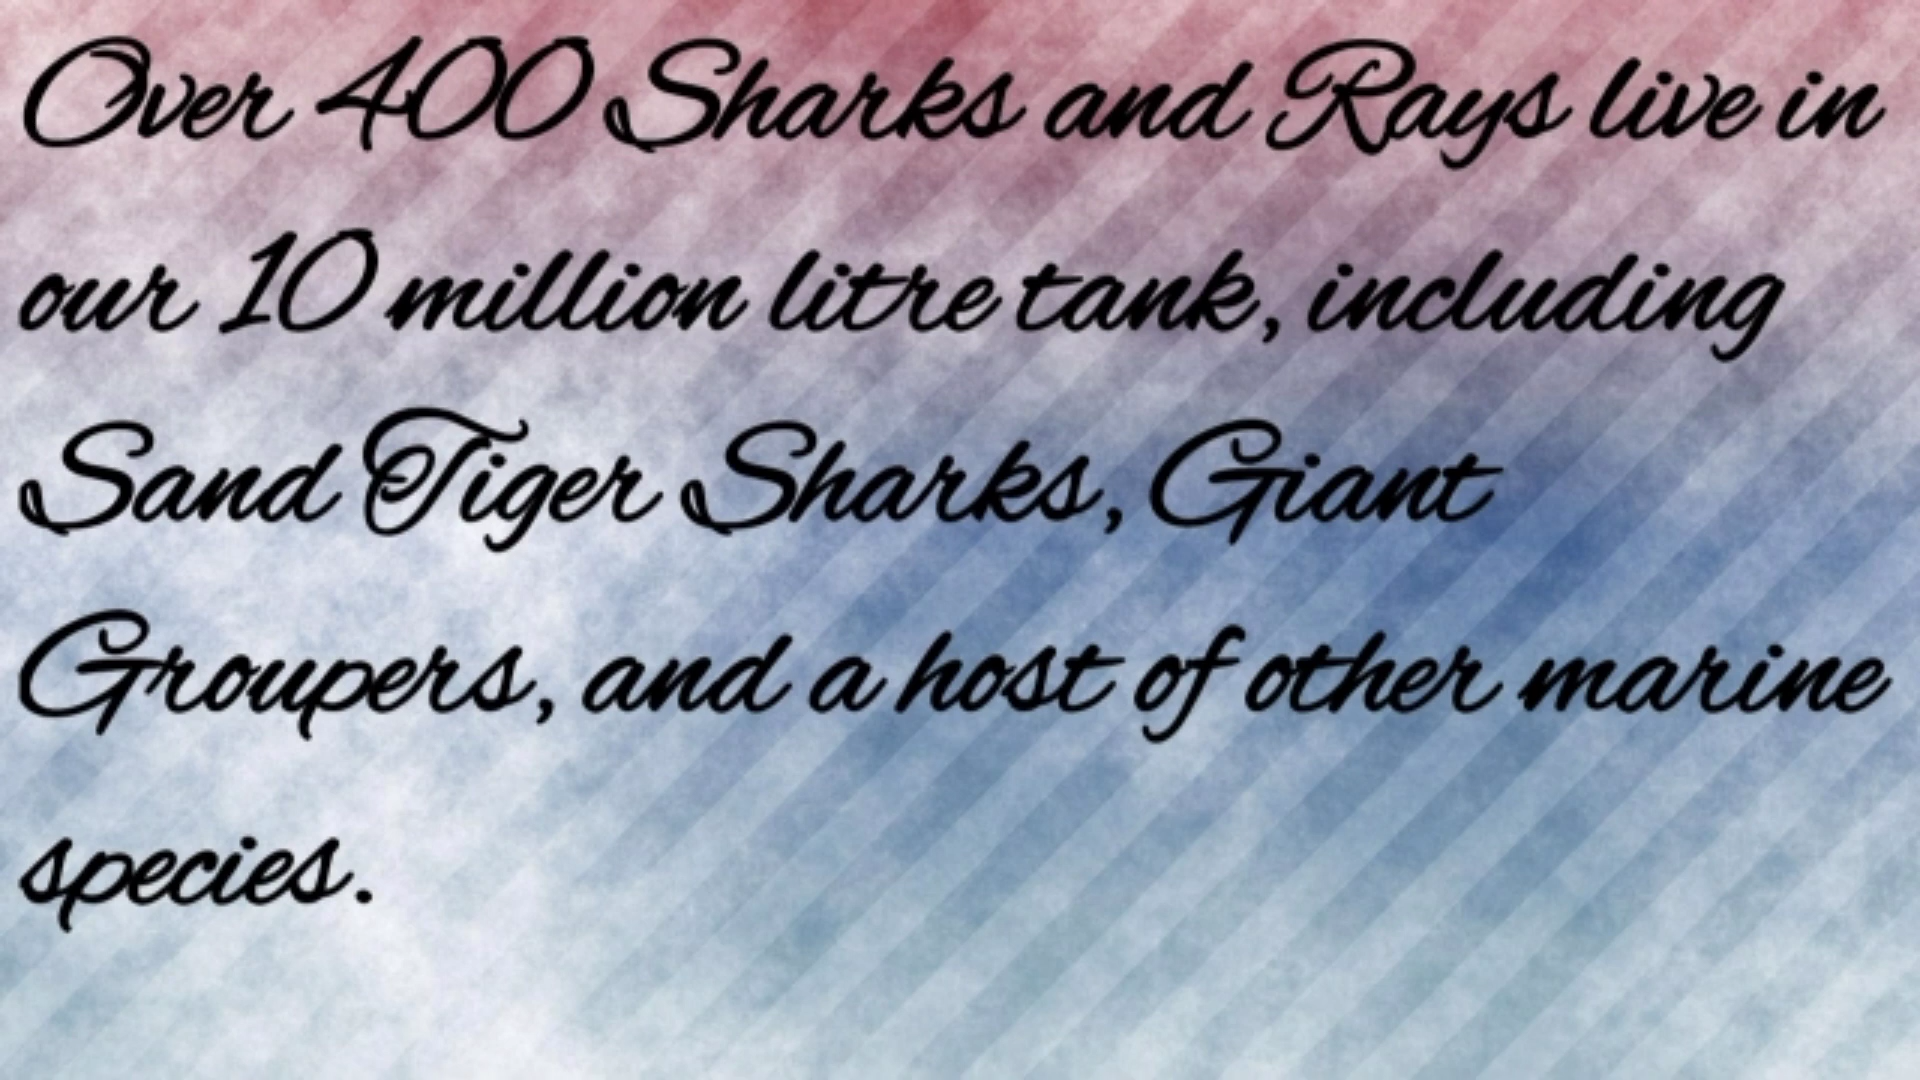 Over 400 Sharks and Rays live in
our 10 million litre tank, including
Sand Tiger Sharks, Giant
Groupers, and a host of other marine
species.